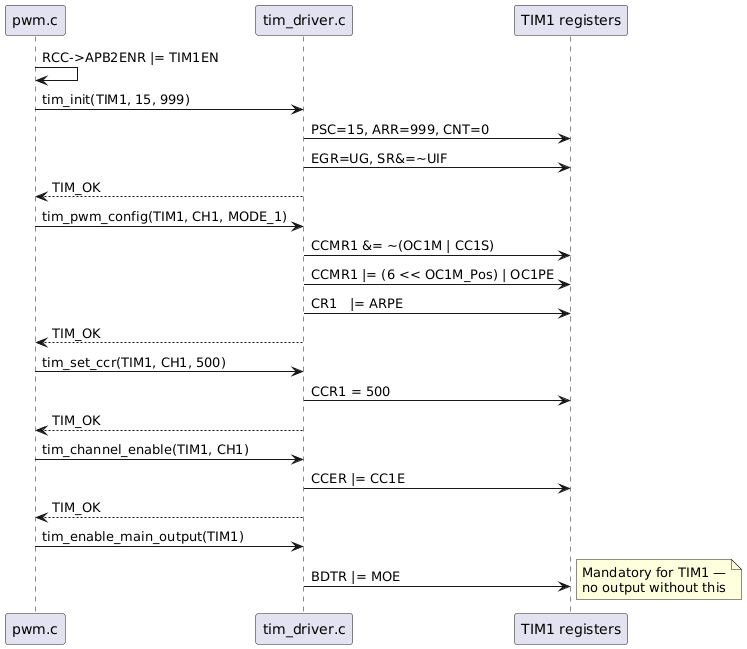 pwm.c
tim_driver.c
TIM1 registers
RCC->APB2ENR |= TIM1EN
tim_init(TIM1, 15, 999)
PSC=15, ARR=999, CNT=0
EGR=UG, SR&=~UIF
TIM_OK
tim_pwm_config(TIM1, CH1, MODE_1)
CCMR1 &= ~(OC1M | CC1S)
CCMR1 |= (6 << OC1M_Pos) | OC1PE
CR1   |= ARPE
TIM_OK
tim_set_ccr(TIM1, CH1, 500)
CCR1 = 500
TIM_OK
tim_channel_enable(TIM1, CH1)
CCER |= CC1E
TIM_OK
tim_enable_main_output(TIM1)
BDTR |= MOE
Mandatory for TIM1 —
no output without this
pwm.c
tim_driver.c
TIM1 registers